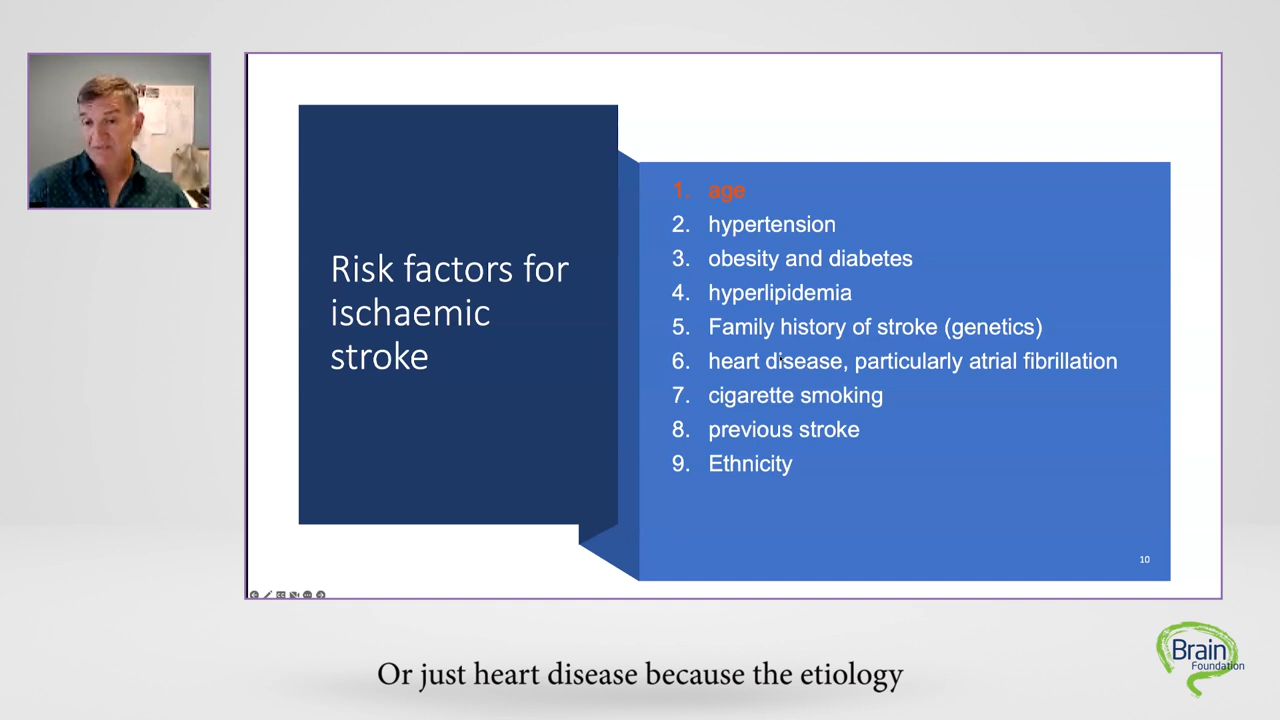 Risk factors for
ischaemic
stroke
1. age
2. hypertension
3. obesity and diabetes
4. hyperlipidemia
5. Family history of stroke (genetics)
6. heart disease, particularly atrial fibrillation
7. cigarette smoking
8. previous stroke
9. Ethnicity
10
Or just heart disease because the etiology
Brain
Foundation